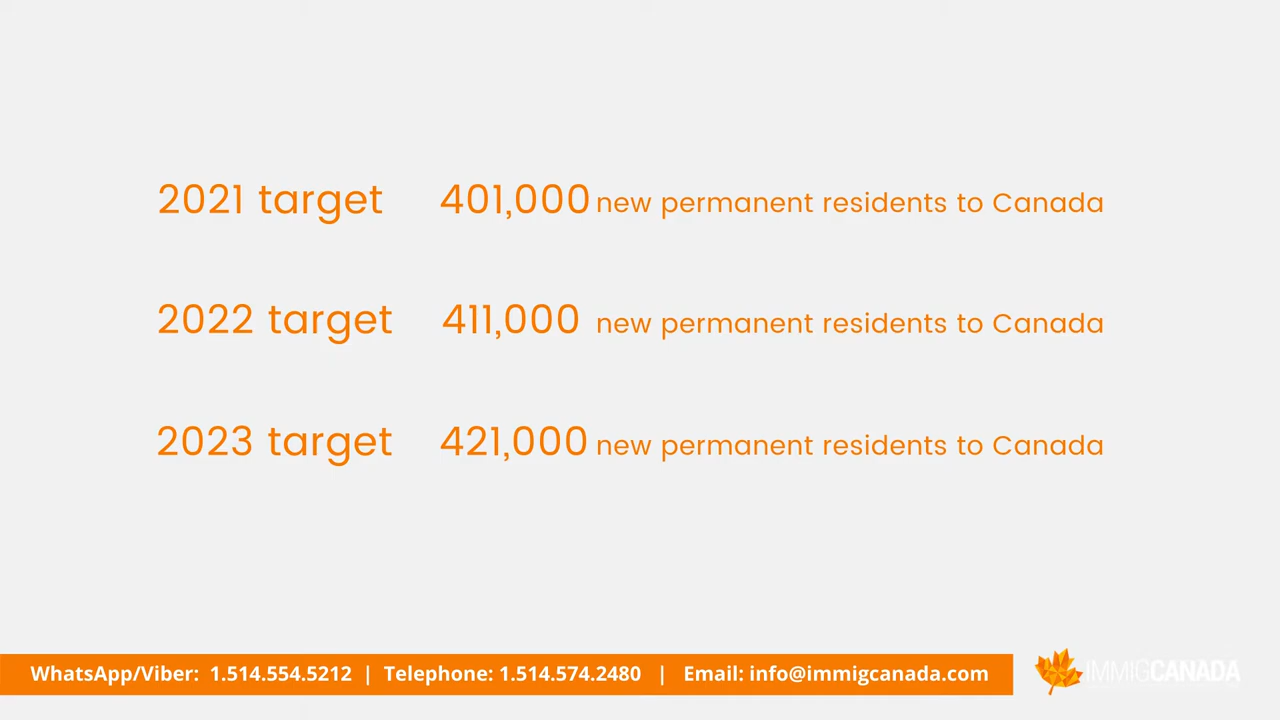 2021 target 401,000 new permanent residents to Canada
2022 target 411,000 new permanent residents to Canada
2023 target 421,000 new permanent residents to Canada
WhatsApp/Viber: 1.514.554.5212 | Telephone: 1.514.574.2480 | Email: info@immigcanada.com
IMMIGCANADA